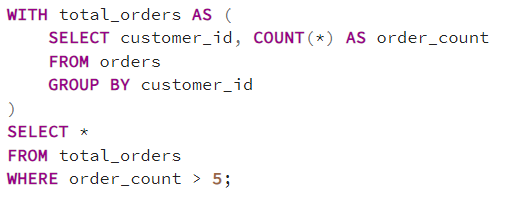 WITH total_orders AS (
    SELECT customer_id, COUNT(*) AS order_count
    FROM orders
    GROUP BY customer_id
)
SELECT *
FROM total_orders
WHERE order_count > 5;